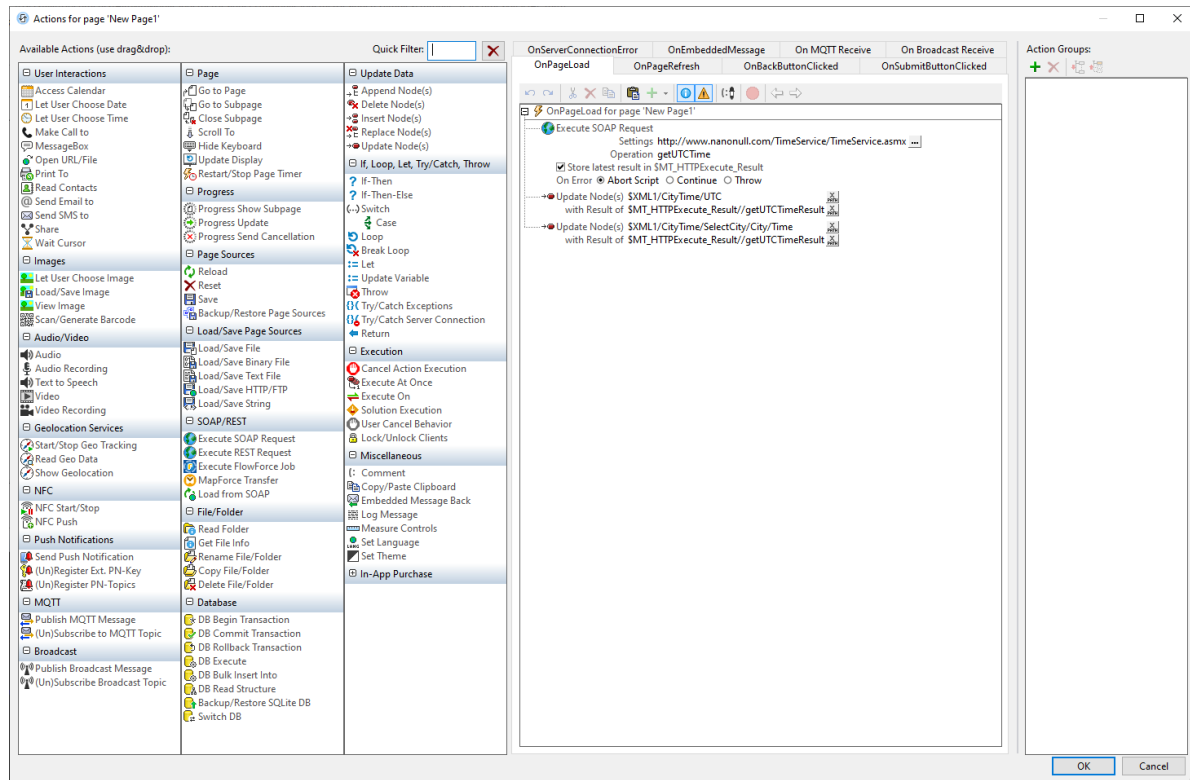 Actions for page 'New Page1'
Available Actions (use drag&drop):
Quick Filter:
User Interactions
Access Calendar
Let User Choose Date
Let User Choose Time
Make Call to
MessageBox
Open URL/File
Print To
Read Contacts
Send Email to
Send SMS to
Share
Wait Cursor
Images
Let User Choose Image
Load/Save Image
View Image
Scan/Generate Barcode
Audio/Video
Audio
Audio Recording
Text to Speech
Video
Video Recording
Geolocation Services
Start/Stop Geo Tracking
Read Geo Data
Show Geolocation
NFC
NFC Start/Stop
NFC Push
Push Notifications
Send Push Notification
(Un)Register Ext. PN-Key
(Un)Register PN-Topics
MQTT
Publish MQTT Message
(Un)Subscribe to MQTT Topic
Broadcast
Publish Broadcast Message
(Un)Subscribe Broadcast Topic
Page
Go to Page
Go to Subpage
Close Subpage
Scroll To
Hide Keyboard
Update Display
Restart/Stop Page Timer
Progress
Progress Show Subpage
Progress Update
Progress Send Cancellation
Page Sources
Reload
Reset
Save
Backup/Restore Page Sources
Load/Save Page Sources
Load/Save File
Load/Save Binary File
Load/Save Text File
Load/Save HTTP/FTP
Load/Save String
SOAP/REST
Execute SOAP Request
Execute REST Request
Execute FlowForce Job
MapForce Transfer
Load from SOAP
File/Folder
Read Folder
Get File Info
Rename File/Folder
Copy File/Folder
Delete File/Folder
Database
DB Begin Transaction
DB Commit Transaction
DB Rollback Transaction
DB Execute
DB Bulk Insert Into
DB Read Structure
Backup/Restore SQLite DB
Switch DB
Update Data
Append Node(s)
Delete Node(s)
Insert Node(s)
Replace Node(s)
Update Node(s)
If, Loop, Let, Try/Catch, Throw
If-Then
If-Then-Else
Switch
Case
Loop
Break Loop
Let
Update Variable
Throw
Try/Catch Exceptions
Try/Catch Server Connection
Return
Execution
Cancel Action Execution
Execute At Once
Execute On
Solution Execution
User Cancel Behavior
Lock/Unlock Clients
Miscellaneous
Comment
Copy/Paste Clipboard
Embedded Message Back
Log Message
Measure Controls
Set Language
Set Theme
In-App Purchase
OnServerConnectionError OnEmbeddedMessage On MQTT Receive On Broadcast Receive
OnPageLoad OnPageRefresh OnBackButtonClicked OnSubmitButtonClicked
OnPageLoad for page 'New Page1'
Execute SOAP Request
Settings http://www.nanonull.com/TimeService/TimeService.asmx ...
Operation getUTCTime
Store latest result in $MT_HTTPExecute_Result
On Error Abort Script Continue Throw
Update Node(s) $XML1/CityTime/UTC
with Result of $MT_HTTPExecute_Result//getUTCTimeResult
Update Node(s) $XML1/CityTime/SelectCity/City/Time
with Result of $MT_HTTPExecute_Result//getUTCTimeResult
Action Groups:
OK Cancel